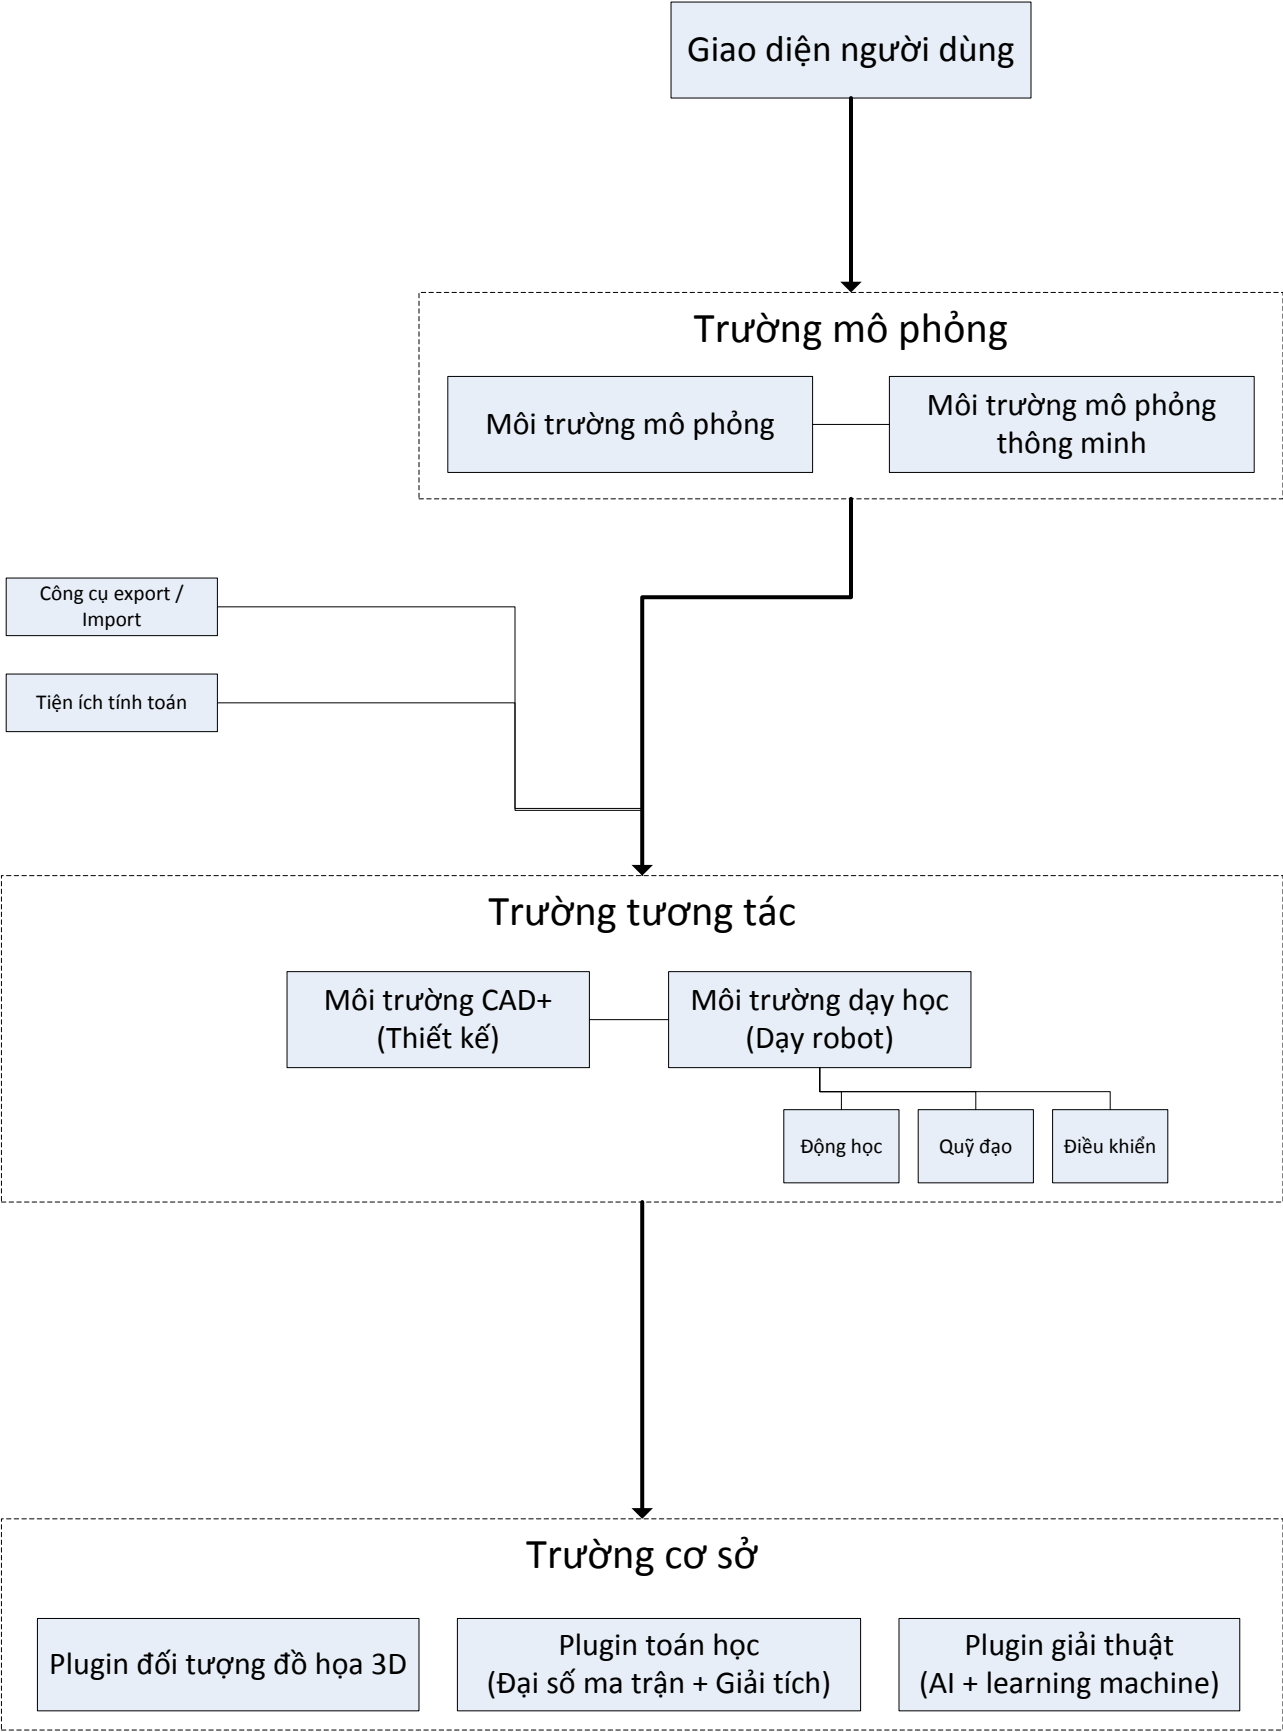 Giao diện người dùng
Trường mô phỏng
Môi trường mô phỏng
Môi trường mô phỏng
thông minh
Công cụ export /
Import
Tiện ích tính toán
Trường tương tác
Môi trường CAD+
(Thiết kế)
Môi trường dạy học
(Dạy robot)
Động học
Quỹ đạo
Điều khiển
Trường cơ sở
Plugin đối tượng đồ họa 3D
Plugin toán học
(Đại số ma trận + Giải tích)
Plugin giải thuật
(AI + learning machine)